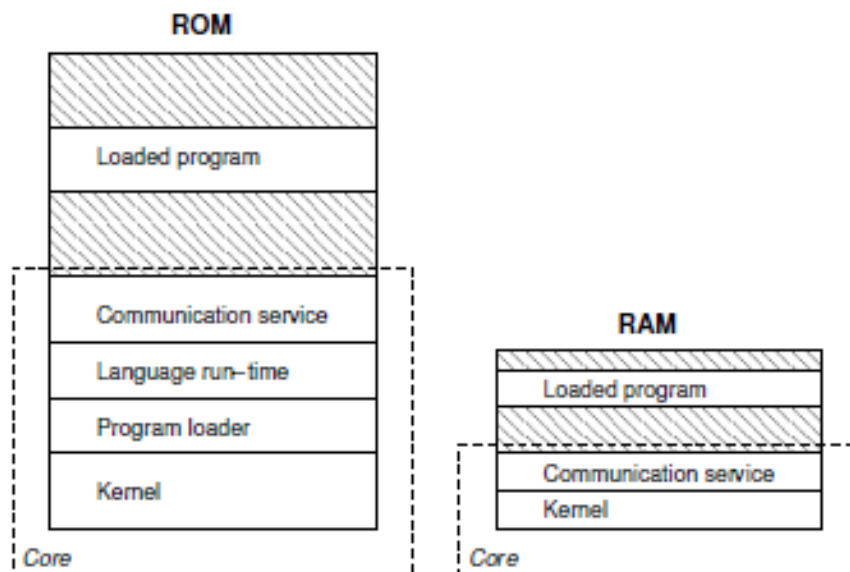 ROM
Loaded program
Communication service
Language run–time
Program loader
Kernel
Core
RAM
Loaded program
Communication service
Kernel
Core